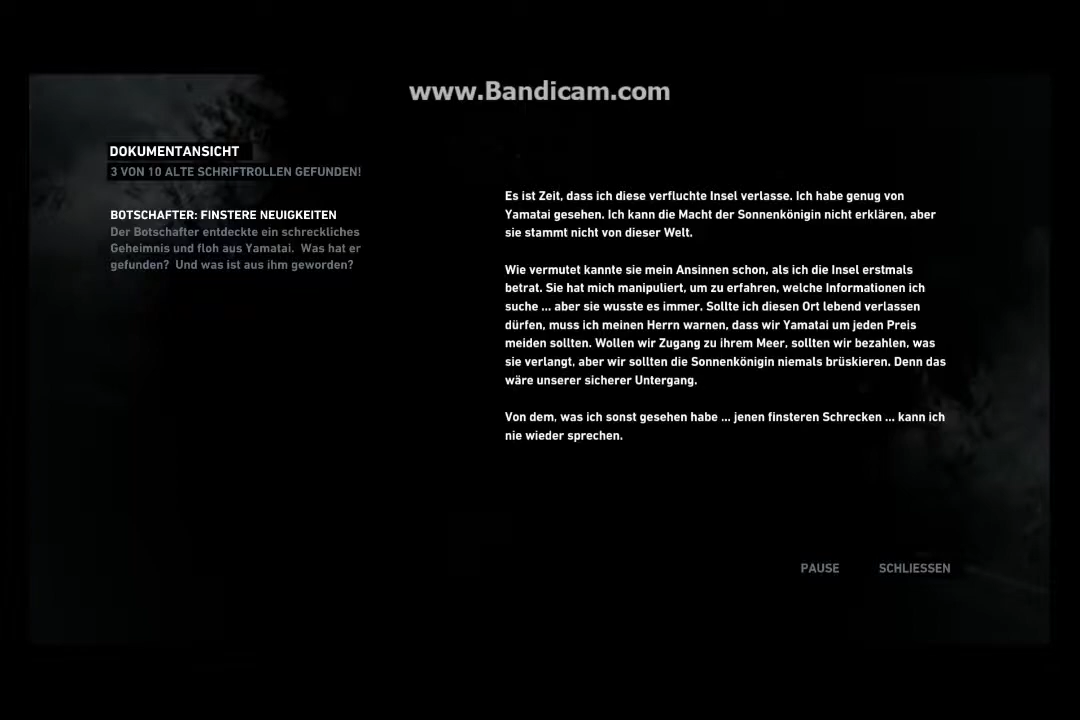 www.Bandicam.com
DOKUMENTANSICHT
3 VON 10 ALTE SCHRIFTROLLEN GEFUNDEN!
BOTSCHAFTER: FINSTERE NEUIGKEITEN
Der Botschafter entdeckte ein schreckliches
Geheimnis und floh aus Yamatai. Was hat er
gefunden? Und was ist aus ihm geworden?
Es ist Zeit, dass ich diese verfluchte Insel verlasse. Ich habe genug von
Yamatai gesehen. Ich kann die Macht der Sonnenkönigin nicht erklären, aber
sie stammt nicht von dieser Welt.
Wie vermutet kannte sie mein Ansinnen schon, als ich die Insel erstmals
betrat. Sie hat mich manipuliert, um zu erfahren, welche Informationen ich
suche ... aber sie wusste es immer. Sollte ich diesen Ort lebend verlassen
dürfen, muss ich meinen Herrn warnen, dass wir Yamatai um jeden Preis
meiden sollten. Wollen wir Zugang zu ihrem Meer, sollten wir bezahlen, was
sie verlangt, aber wir sollten die Sonnenkönigin niemals brüskieren. Denn das
wäre unserer sicherer Untergang.
Von dem, was ich sonst gesehen habe ... jenen finsteren Schrecken ... kann ich
nie wieder sprechen.
PAUSE SCHLIESSEN